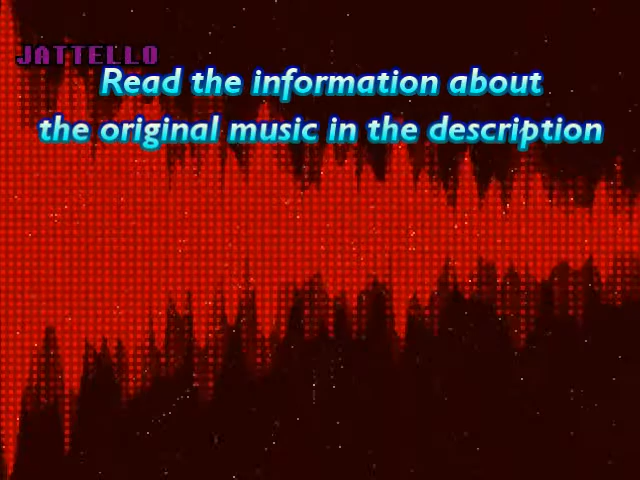 JATTELLO
Read the information about
the original music in the description